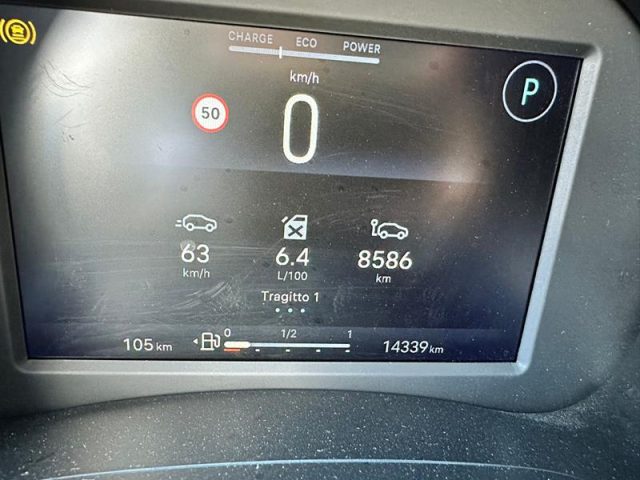 CHARGE ECO POWER
km/h
50
0
P
63 6.4 8586
km/h L/100 km
Tragitto 1
0 1/2 1
105 km 14339 km